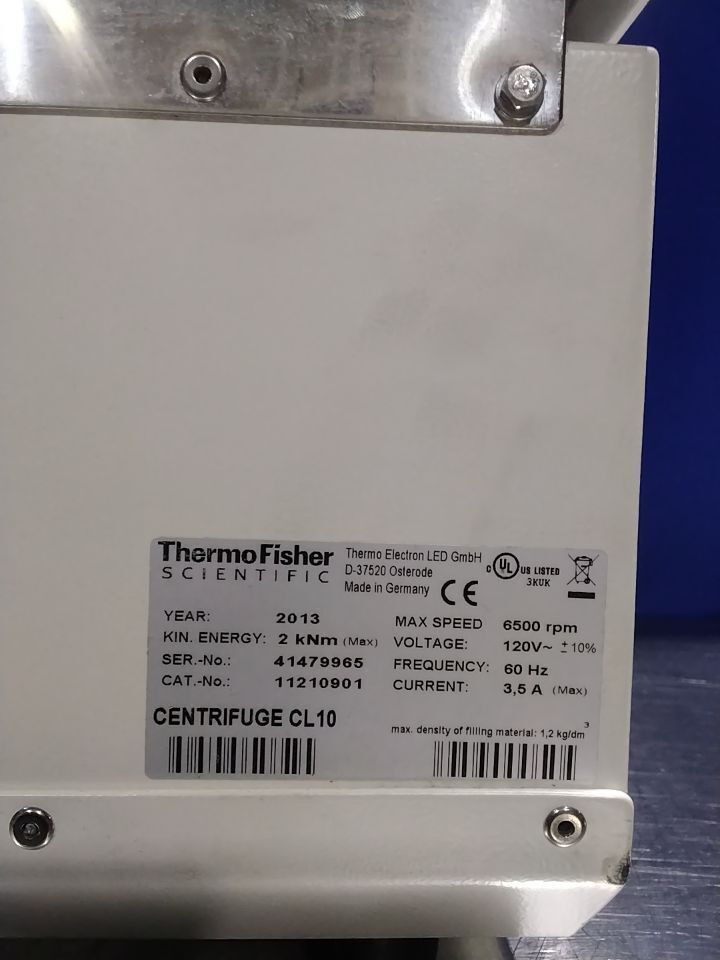 ThermoFisher
SCIENTIFIC
Thermo Electron LED GmbH
D-37520 Osterode
Made in Germany
CE
c UL US LISTED
3KUK
YEAR: 2013
KIN. ENERGY: 2 kNm (Max)
SER.-No.: 41479965
CAT.-No.: 11210901
MAX SPEED 6500 rpm
VOLTAGE: 120V~ ±10%
FREQUENCY: 60 Hz
CURRENT: 3,5 A (Max)
CENTRIFUGE CL10
max. density of filling material: 1,2 kg/dm³